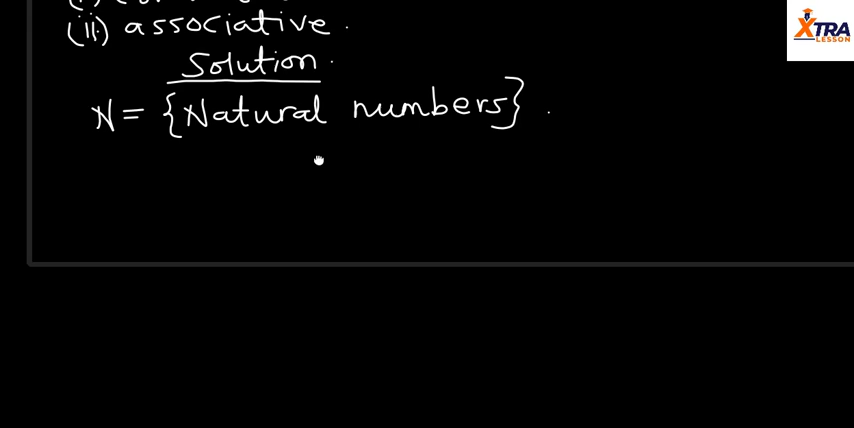 (ii) associative.
Solution.
N = {Natural numbers}.
XTRA
LESSON